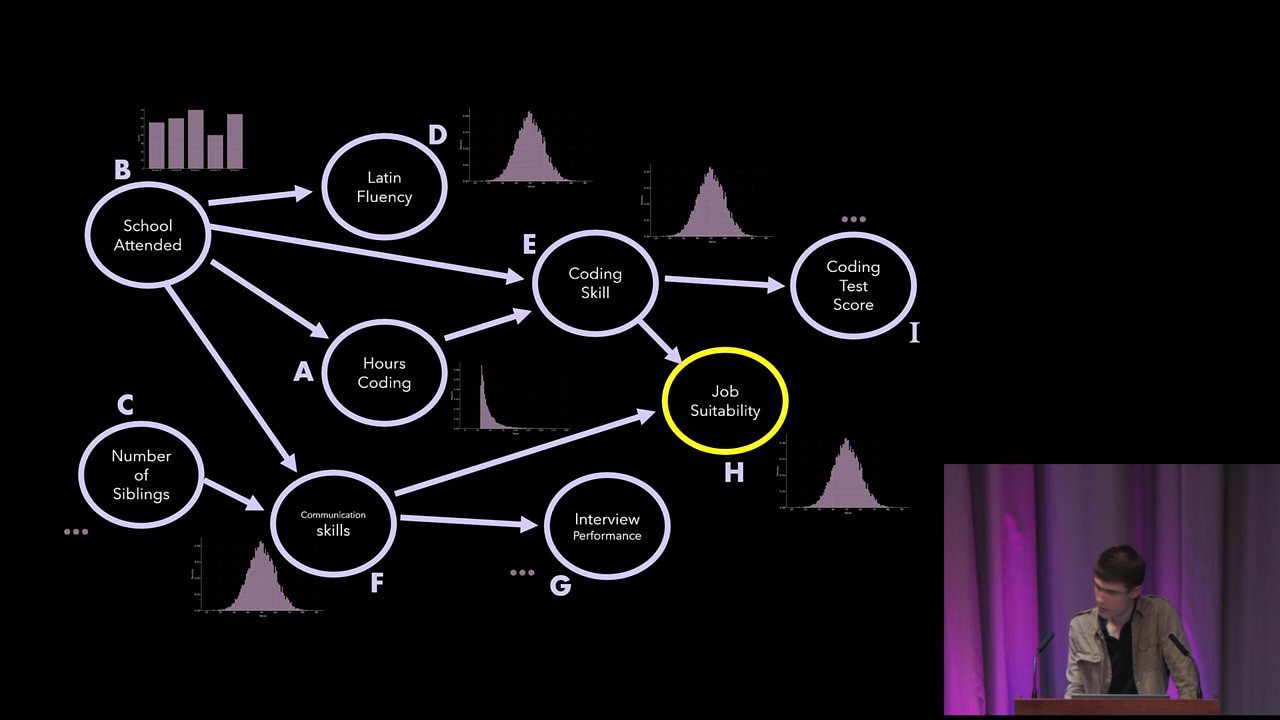 B
School
Attended
D
Latin
Fluency
E
Coding
Skill
Coding
Test
Score
I
A
Hours
Coding
Job
Suitability
H
C
Number
of
Siblings
Communication
skills
F
Interview
Performance
G